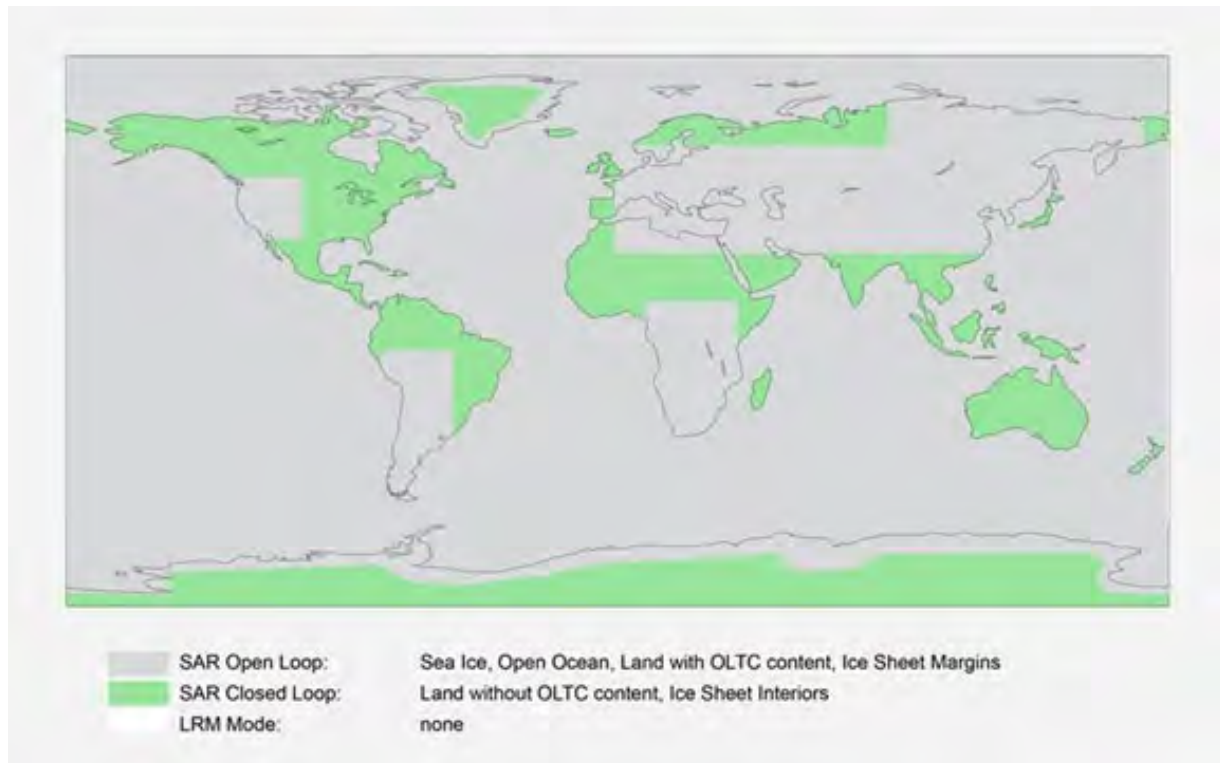 SAR Open Loop: Sea Ice, Open Ocean, Land with OLTC content, Ice Sheet Margins
SAR Closed Loop: Land without OLTC content, Ice Sheet Interiors
LRM Mode: none